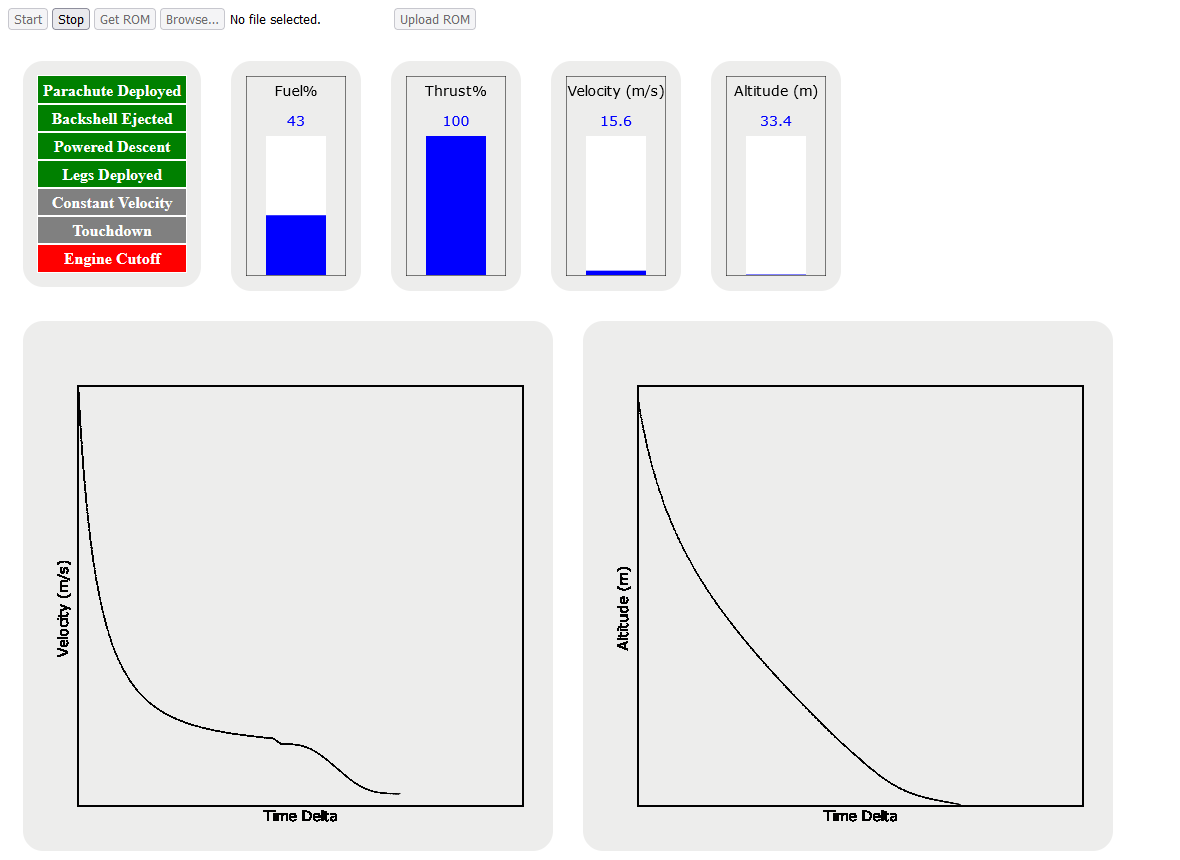 Start Stop Get ROM Browse... No file selected. Upload ROM
Parachute Deployed
Backshell Ejected
Powered Descent
Legs Deployed
Constant Velocity
Touchdown
Engine Cutoff
Fuel%
43
Thrust%
100
Velocity (m/s)
15.6
Altitude (m)
33.4
Velocity (m/s)
Time Delta
Altitude (m)
Time Delta